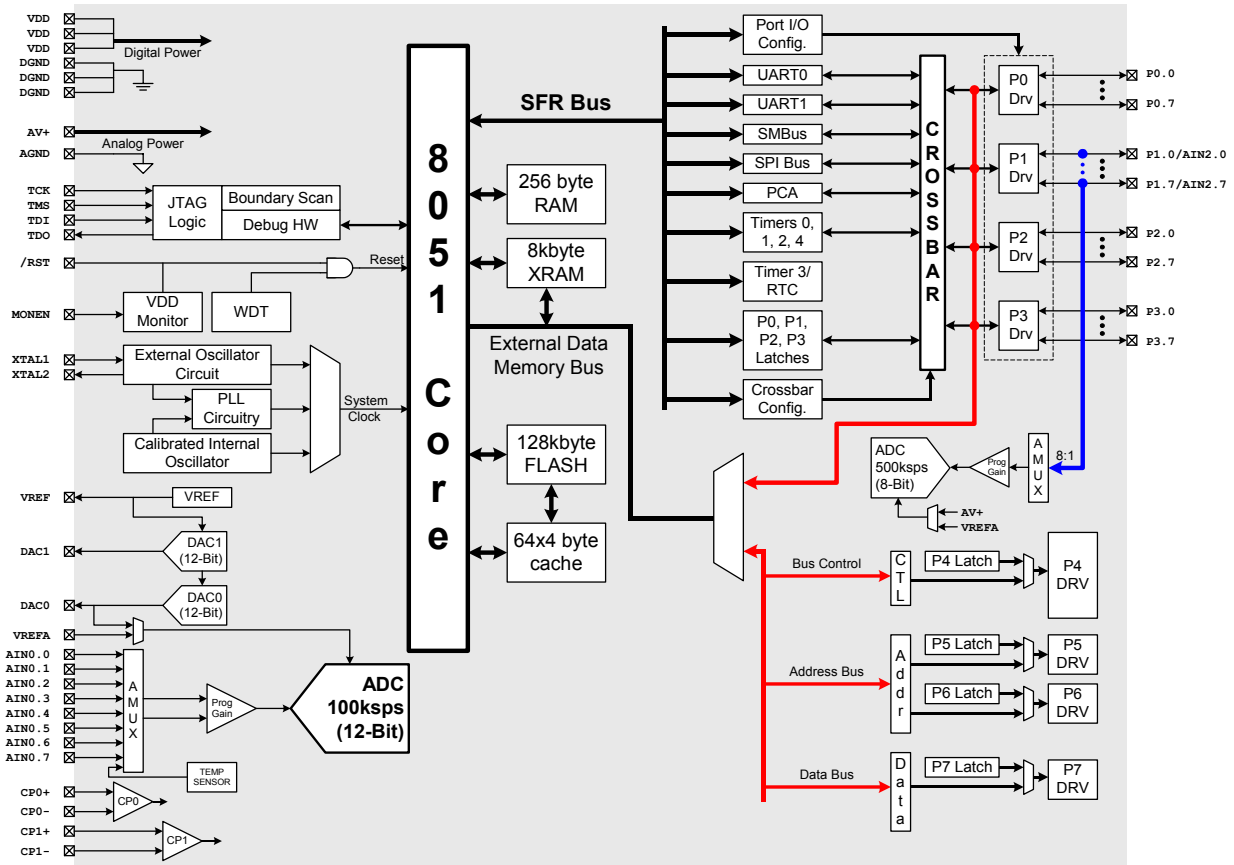 VDD
VDD
VDD
Digital Power
DGND
DGND
DGND
AV+
Analog Power
AGND
TCK
TMS
TDI
TDO
JTAG
Logic
Boundary Scan
Debug HW
/RST
Reset
MONEN
VDD
Monitor
WDT
XTAL1
XTAL2
External Oscillator
Circuit
PLL
Circuitry
Calibrated Internal
Oscillator
System
Clock
VREF
VREF
DAC1
DAC1
(12-Bit)
DAC0
DAC0
(12-Bit)
VREFA
AIN0.0
AIN0.1
AIN0.2
AIN0.3
AIN0.4
AIN0.5
AIN0.6
AIN0.7
AMUX
Prog
Gain
ADC
100ksps
(12-Bit)
TEMP
SENSOR
CP0+
CP0-
CP0
CP1+
CP1-
CP1
8051 Core
SFR Bus
256 byte
RAM
8kbyte
XRAM
External Data
Memory Bus
128kbyte
FLASH
64x4 byte
cache
Port I/O
Config.
UART0
UART1
SMBus
SPI Bus
PCA
Timers 0,
1, 2, 4
Timer 3/
RTC
P0, P1,
P2, P3
Latches
Crossbar
Config.
CROSSBAR
P0
Drv
P1
Drv
P2
Drv
P3
Drv
P0.0
P0.7
P1.0/AIN2.0
P1.7/AIN2.7
P2.0
P2.7
P3.0
P3.7
ADC
500ksps
(8-Bit)
Prog
Gain
AMUX
8:1
AV+
VREFA
Bus Control
CTL
P4 Latch
P4
DRV
Address Bus
Addr
P5 Latch
P5
DRV
P6 Latch
P6
DRV
Data Bus
Data
P7 Latch
P7
DRV